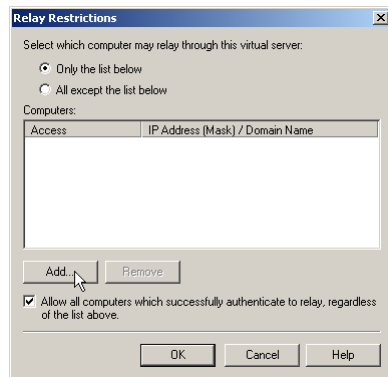 Relay Restrictions
Select which computer may relay through this virtual server:
Only the list below
All except the list below
Computers:
Access IP Address (Mask) / Domain Name
Add... Remove
Allow all computers which successfully authenticate to relay, regardless
of the list above.
OK Cancel Help